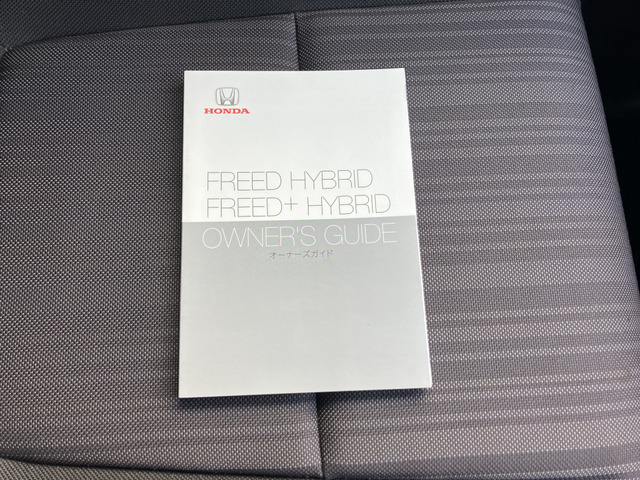 HONDA
FREED HYBRID
FREED+ HYBRID
OWNER'S GUIDE
オーナーズガイド